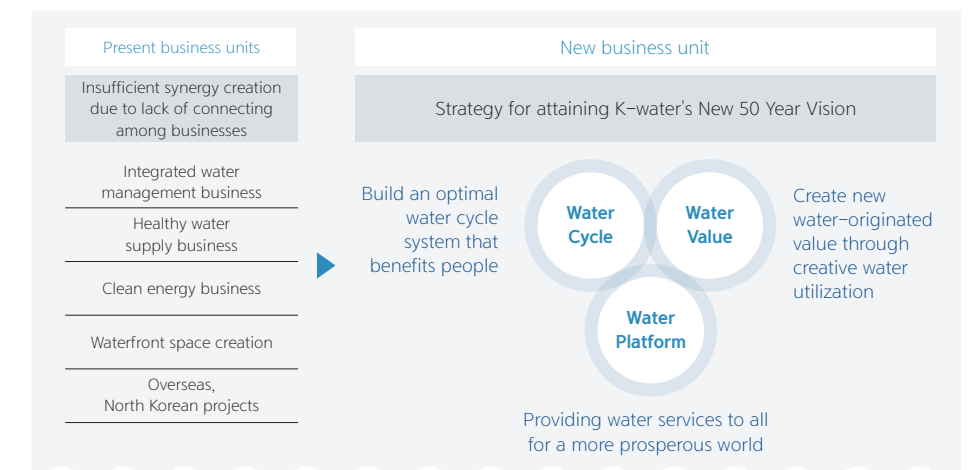 Present business units
Insufficient synergy creation
due to lack of connecting
among businesses
Integrated water
management business
Healthy water
supply business
Clean energy business
Waterfront space creation
Overseas,
North Korean projects
New business unit
Strategy for attaining K-water's New 50 Year Vision
Build an optimal
water cycle
system that
benefits people
Water
Cycle
Water
Value
Create new
water-originated
value through
creative water
utilization
Water
Platform
Providing water services to all
for a more prosperous world